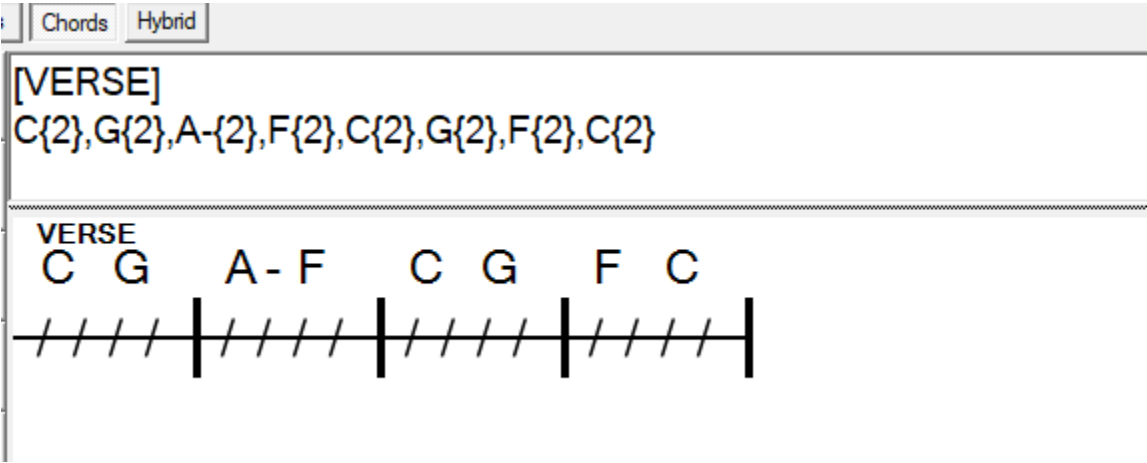 Chords Hybrid
[VERSE]
C{2},G{2},A-{2},F{2},C{2},G{2},F{2},C{2}
VERSE
C G A- F C G F C